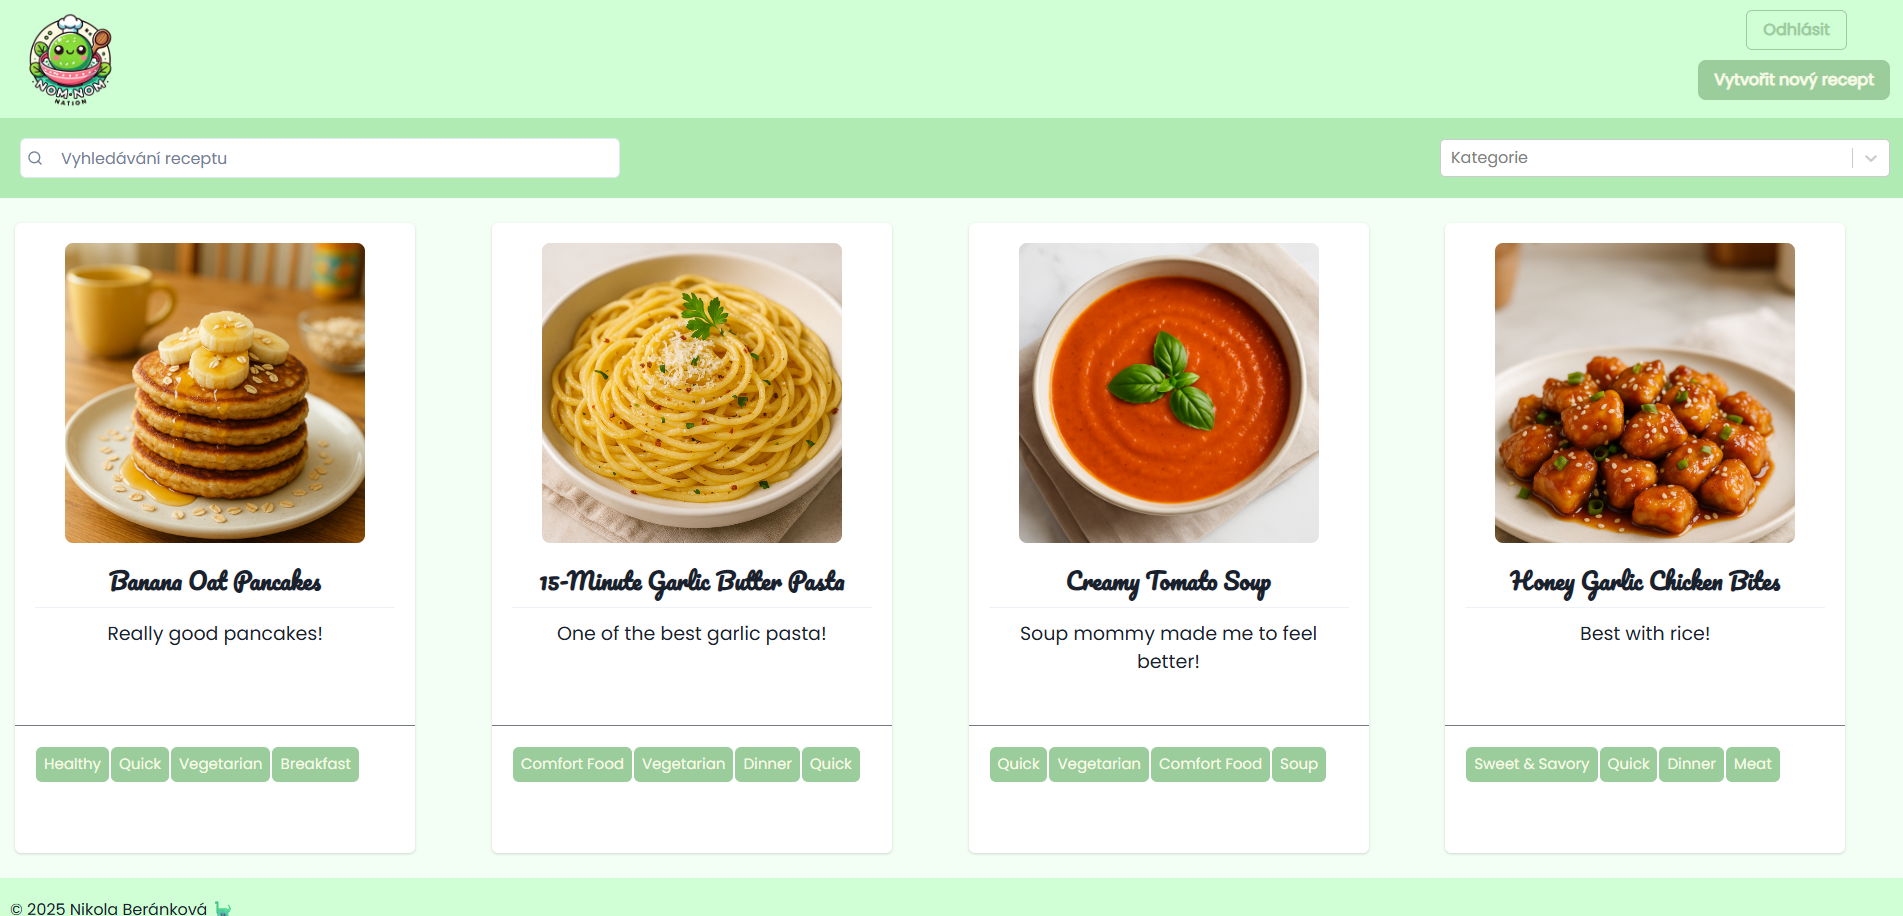 NOM-NOM
NATION
Odhlásit
Vytvořit nový recept
Vyhledávání receptu
Kategorie
Banana Oat Pancakes
Really good pancakes!
Healthy Quick Vegetarian Breakfast
15-Minute Garlic Butter Pasta
One of the best garlic pasta!
Comfort Food Vegetarian Dinner Quick
Creamy Tomato Soup
Soup mommy made me to feel
better!
Quick Vegetarian Comfort Food Soup
Honey Garlic Chicken Bites
Best with rice!
Sweet & Savory Quick Dinner Meat
© 2025 Nikola Beránková